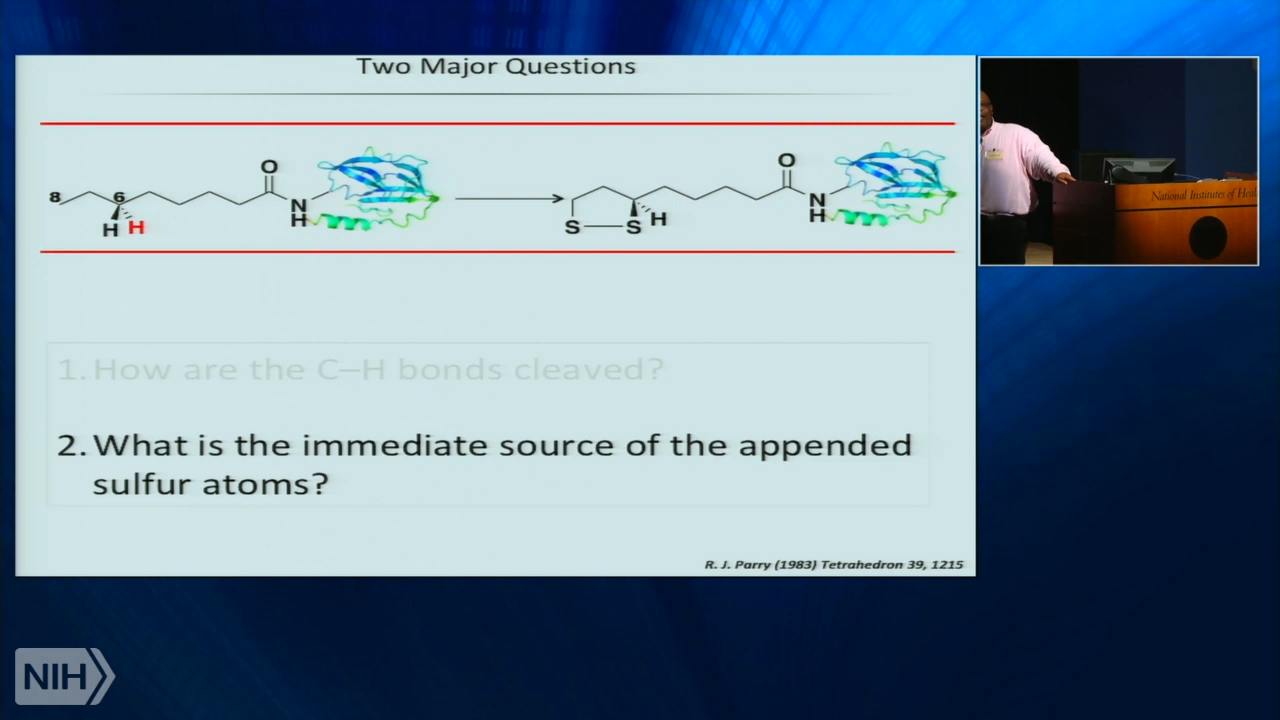 Two Major Questions
8
6
H
H
O
N
H
S
S
H
O
N
H
National Institutes of Heal
1. How are the C–H bonds cleaved?
2. What is the immediate source of the appended
sulfur atoms?
R. J. Parry (1983) Tetrahedron 39, 1215
NIH